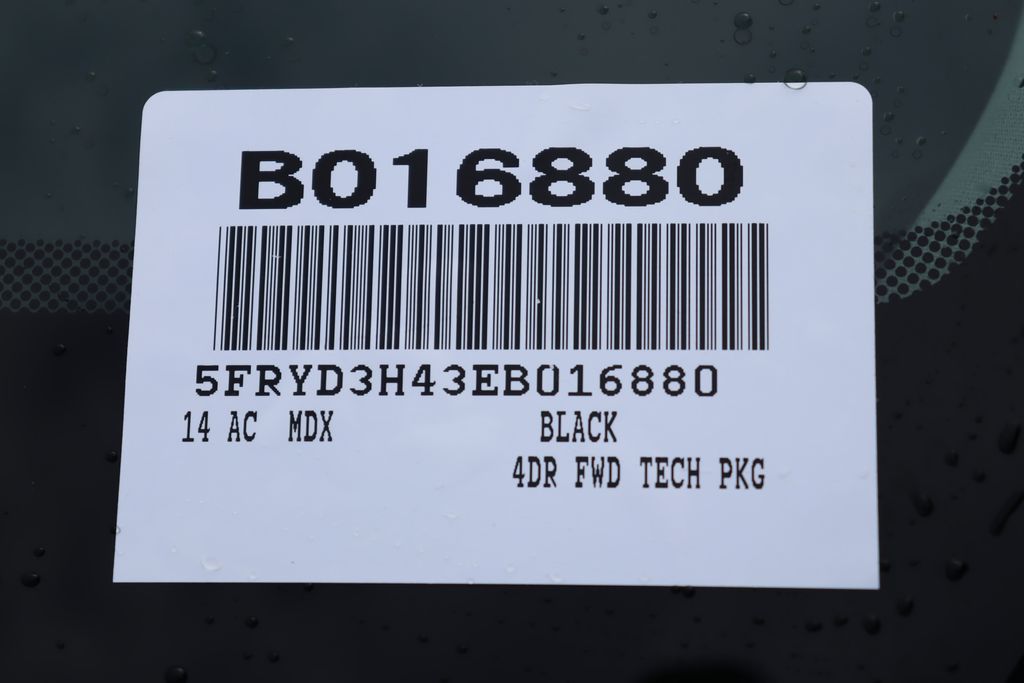 B016880
5FRYD3H43EB016880
14 AC MDX BLACK
4DR FWD TECH PKG